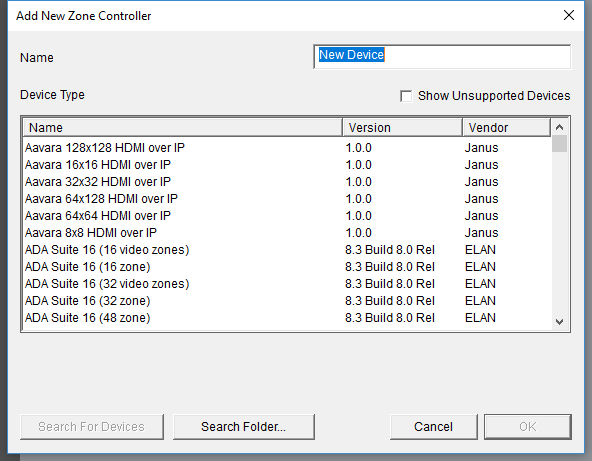 Add New Zone Controller
Name New Device
Device Type Show Unsupported Devices
Name Version Vendor
Aavara 128x128 HDMI over IP 1.0.0 Janus
Aavara 16x16 HDMI over IP 1.0.0 Janus
Aavara 32x32 HDMI over IP 1.0.0 Janus
Aavara 64x128 HDMI over IP 1.0.0 Janus
Aavara 64x64 HDMI over IP 1.0.0 Janus
Aavara 8x8 HDMI over IP 1.0.0 Janus
ADA Suite 16 (16 video zones) 8.3 Build 8.0 Rel ELAN
ADA Suite 16 (16 zone) 8.3 Build 8.0 Rel ELAN
ADA Suite 16 (32 video zones) 8.3 Build 8.0 Rel ELAN
ADA Suite 16 (32 zone) 8.3 Build 8.0 Rel ELAN
ADA Suite 16 (48 zone) 8.3 Build 8.0 Rel ELAN
Search For Devices Search Folder... Cancel OK